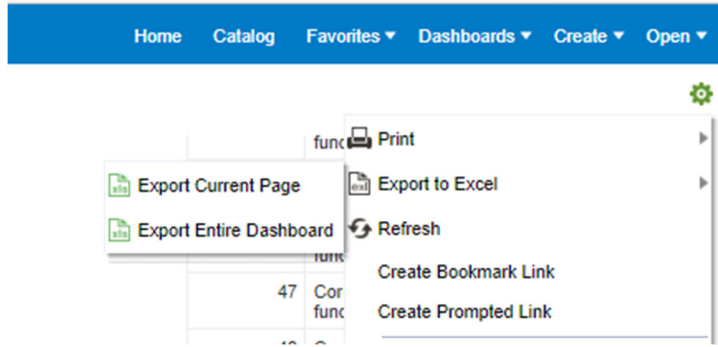 Home Catalog Favorites Dashboards Create Open
func
Print
Export Current Page
Export to Excel
Export Entire Dashboard
Refresh
func
Create Bookmark Link
47 Cor
func
Create Prompted Link